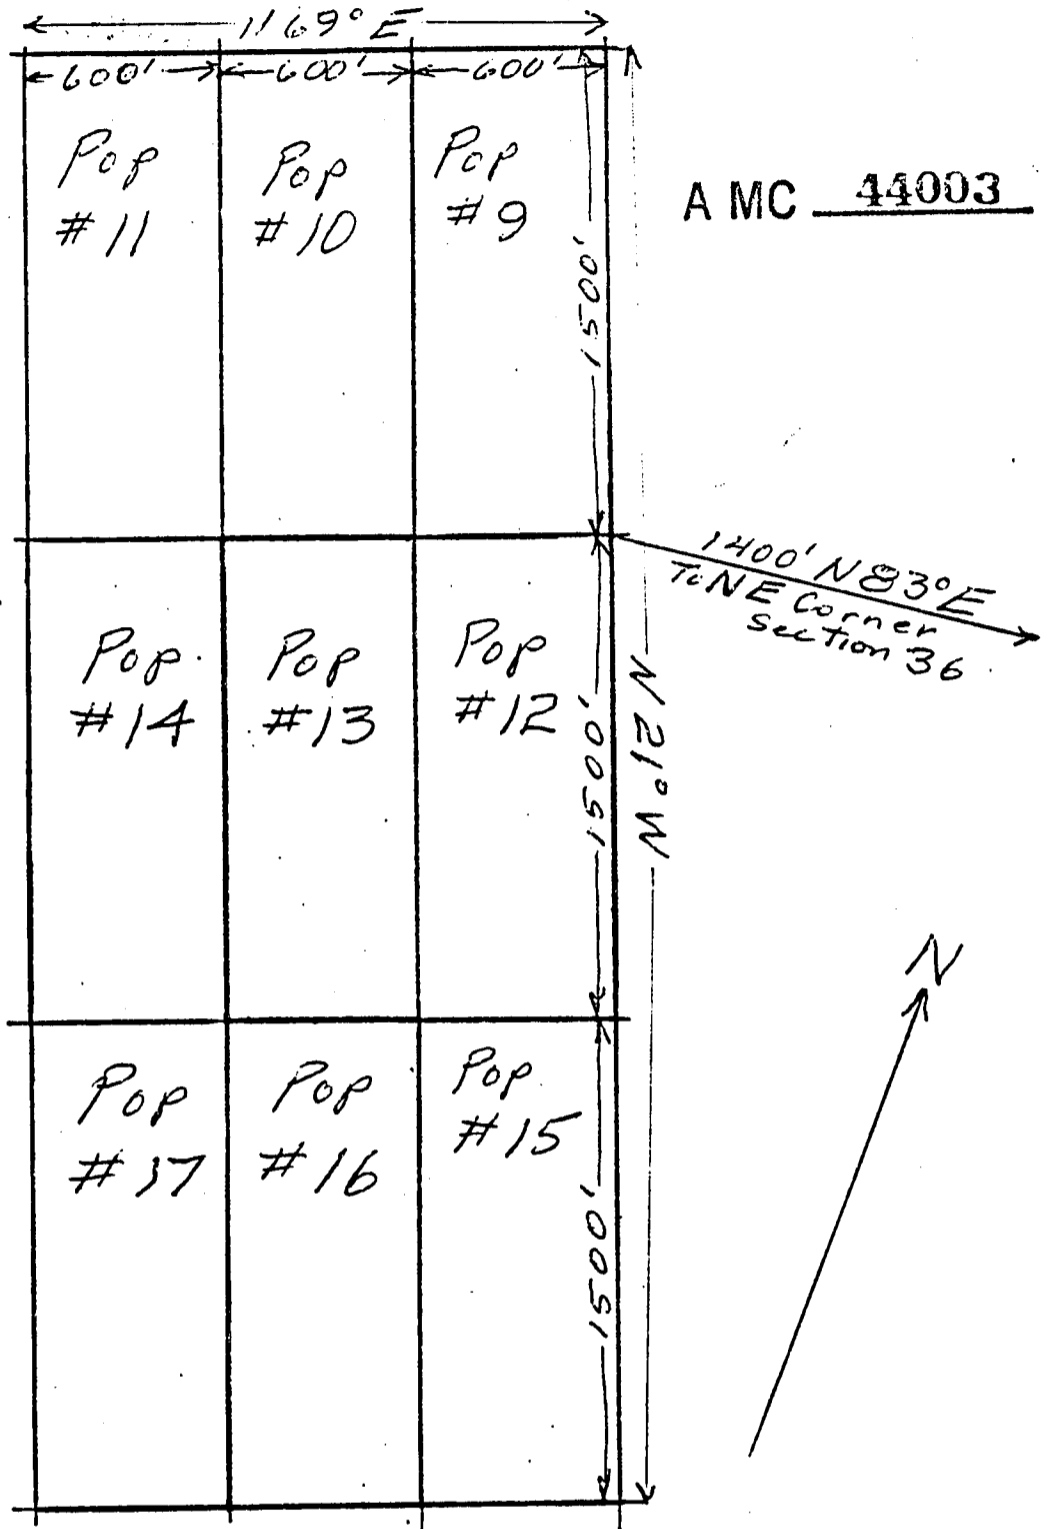 1169° E
600' 600' 600'
Pop
#11
Pop
#10
Pop
#9
A MC 44003
1500'
1400' N 83° E
To NE Corner
Section 36
Pop
#14
Pop
#13
Pop
#12
1500'
N 21° W
N
Pop
#17
Pop
#16
Pop
#15
1500'